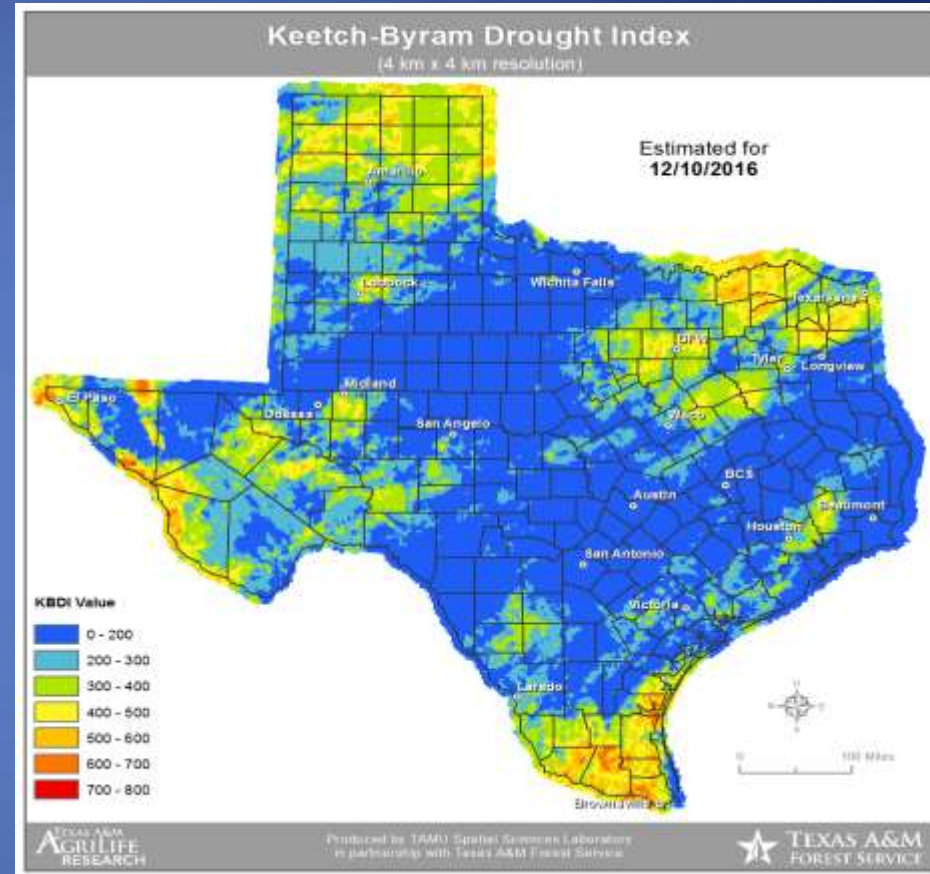 Keetch-Byram Drought Index
(4 km x 4 km resolution)
Estimated for
12/10/2016
Amarillo
Lubbock
Wichita Falls
Texarkana
DFW
Tyler
Longview
El Paso
Midland
Odessa
Waco
San Angelo
BCS
Austin
Beaumont
Houston
San Antonio
Victoria
Laredo
Brownsville
KBDI Value
0 - 200
200 - 300
300 - 400
400 - 500
500 - 600
600 - 700
700 - 800
0 100 Miles
TEXAS A&M
AGRILIFE
RESEARCH
Produced by TAMU Spatial Sciences Laboratory
in partnership with Texas A&M Forest Service
TEXAS A&M
FOREST SERVICE